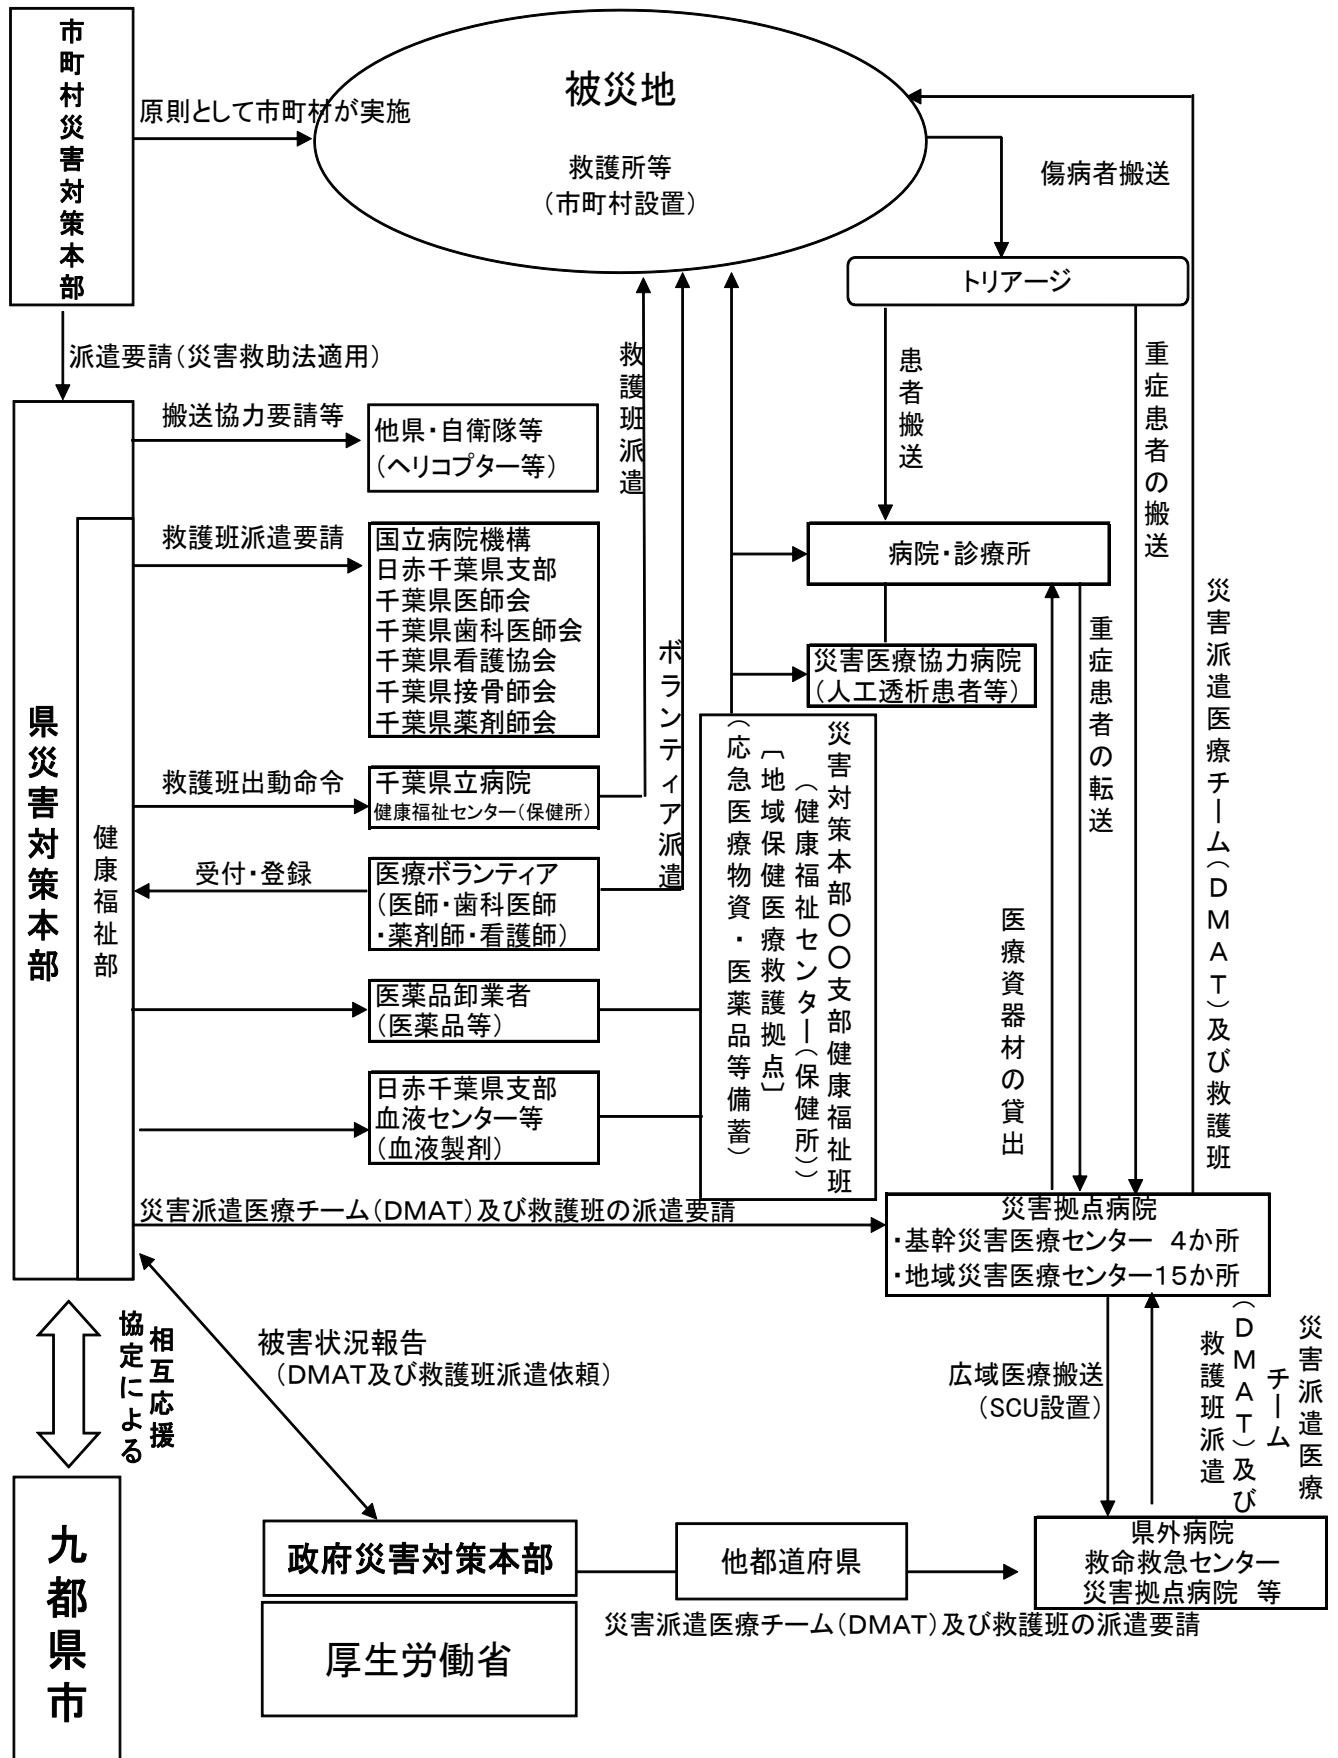 市町村災害対策本部
原則として市町村が実施
被災地
救護所等
（市町村設置）
傷病者搬送
トリアージ
派遣要請（災害救助法適用）
救護班派遣
患者搬送
重症患者の搬送
搬送協力要請等
他県・自衛隊等
（ヘリコプター等）
救護班派遣要請
国立病院機構
日赤千葉県支部
千葉県医師会
千葉県歯科医師会
千葉県看護協会
千葉県接骨師会
千葉県薬剤師会
病院・診療所
災害医療協力病院
（人工透析患者等）
ボランティア派遣
重症患者の転送
災害派遣医療チーム（DMAT）及び救護班
県災害対策本部
健康福祉部
救護班出動命令
千葉県立病院
健康福祉センター（保健所）
受付・登録
医療ボランティア
（医師・歯科医師
・薬剤師・看護師）
災害対策本部〇〇支部健康福祉班
（健康福祉センター（保健所））
〔地域保健医療救護拠点〕
（応急医療物資・医薬品等備蓄）
医療資器材の貸出
医薬品卸業者
（医薬品等）
日赤千葉県支部
血液センター等
（血液製剤）
災害派遣医療チーム（DMAT）及び救護班の派遣要請
災害拠点病院
・基幹災害医療センター　4か所
・地域災害医療センター15か所
相互応援
協定による
被害状況報告
（DMAT及び救護班派遣依頼）
広域医療搬送
（SCU設置）
災害派遣医療
チーム
（DMAT）及び
救護班派遣
九都県市
政府災害対策本部
厚生労働省
他都道府県
県外病院
救命救急センター
災害拠点病院　等
災害派遣医療チーム（DMAT）及び救護班の派遣要請